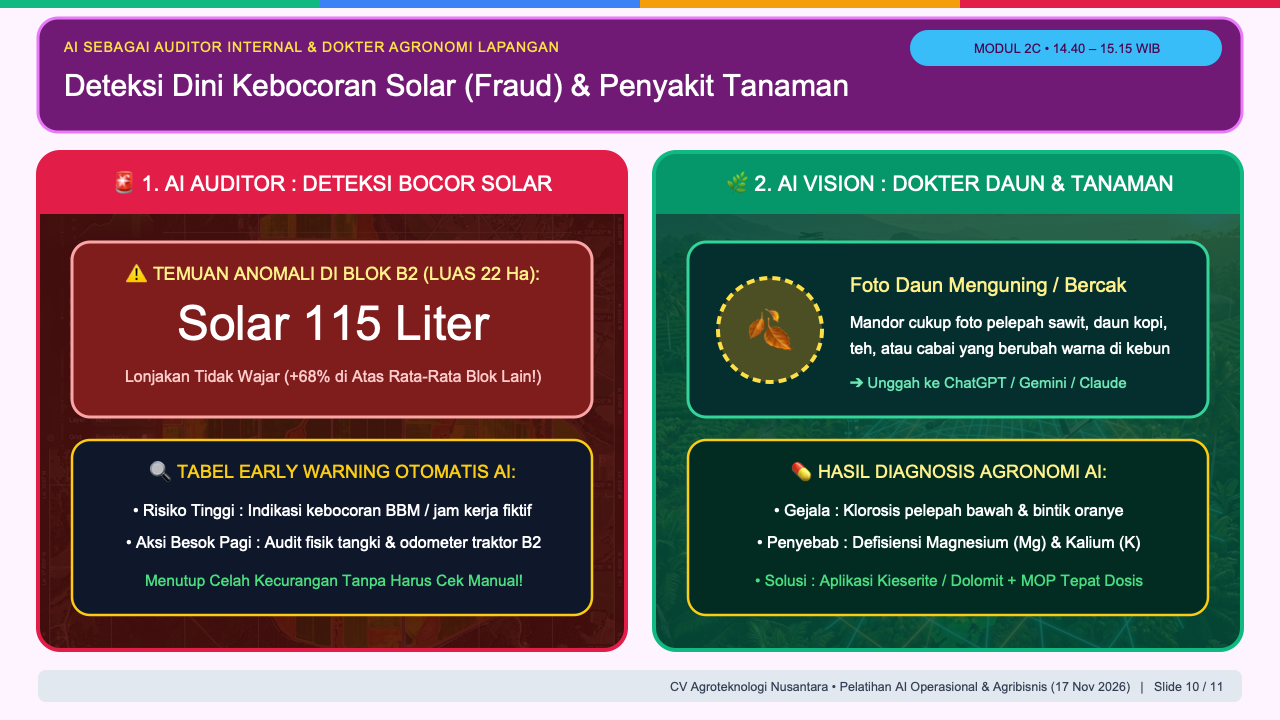 AI SEBAGAI AUDITOR INTERNAL & DOKTER AGRONOMI LAPANGAN
MODUL 2C • 14.40 – 15.15 WIB
Deteksi Dini Kebocoran Solar (Fraud) & Penyakit Tanaman
🚨 1. AI AUDITOR : DETEKSI BOCOR SOLAR
⚠️ TEMUAN ANOMALI DI BLOK B2 (LUAS 22 Ha):
Solar 115 Liter
Lonjakan Tidak Wajar (+68% di Atas Rata-Rata Blok Lain!)
🔍 TABEL EARLY WARNING OTOMATIS AI:
• Risiko Tinggi : Indikasi kebocoran BBM / jam kerja fiktif
• Aksi Besok Pagi : Audit fisik tangki & odometer traktor B2
Menutup Celah Kecurangan Tanpa Harus Cek Manual!
🌿 2. AI VISION : DOKTER DAUN & TANAMAN
Foto Daun Menguning / Bercak
Mandor cukup foto pelepah sawit, daun kopi,
teh, atau cabai yang berubah warna di kebun
➔ Unggah ke ChatGPT / Gemini / Claude
💊 HASIL DIAGNOSIS AGRONOMI AI:
• Gejala : Klorosis pelepah bawah & bintik oranye
• Penyebab : Defisiensi Magnesium (Mg) & Kalium (K)
• Solusi : Aplikasi Kieserite / Dolomit + MOP Tepat Dosis
CV Agroteknologi Nusantara • Pelatihan AI Operasional & Agribisnis (17 Nov 2026) | Slide 10 / 11